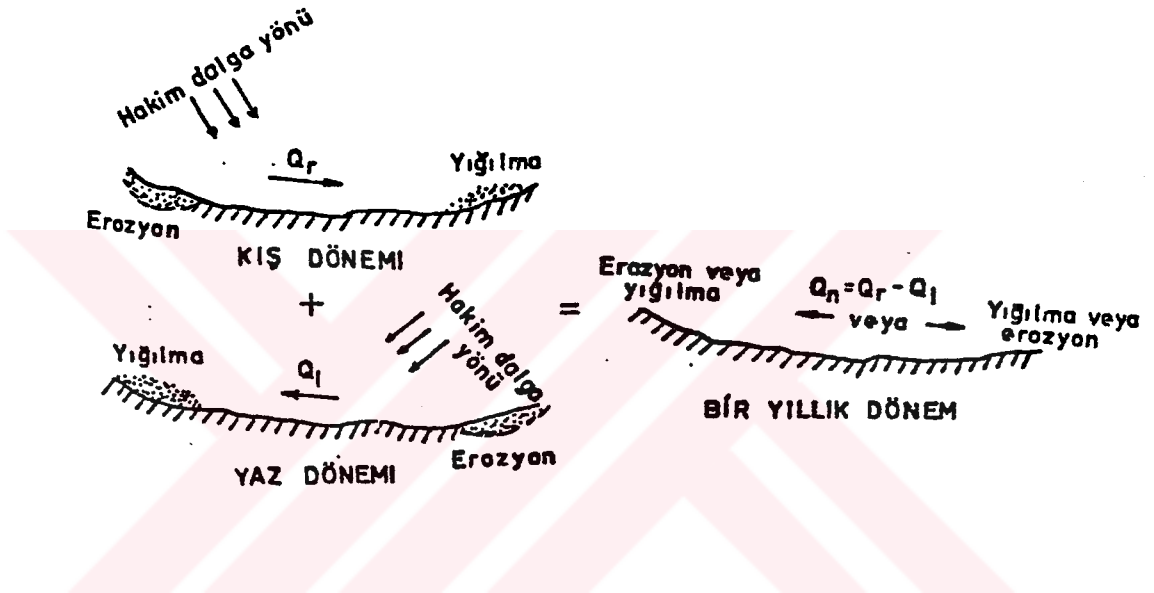 Hakim dalga yönü
Qr
Yığılma
Erozyon
KIŞ DÖNEMİ
+
Hakim dalga
yönü
Yığılma
Ql
Erozyon
YAZ DÖNEMİ
=
Erozyon veya
yığılma
Qn=Qr-Ql
veya
Yığılma veya
erozyon
BİR YILLIK DÖNEM